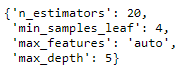 {'n_estimators': 20,
'min_samples_leaf': 4,
'max_features': 'auto',
'max_depth': 5}